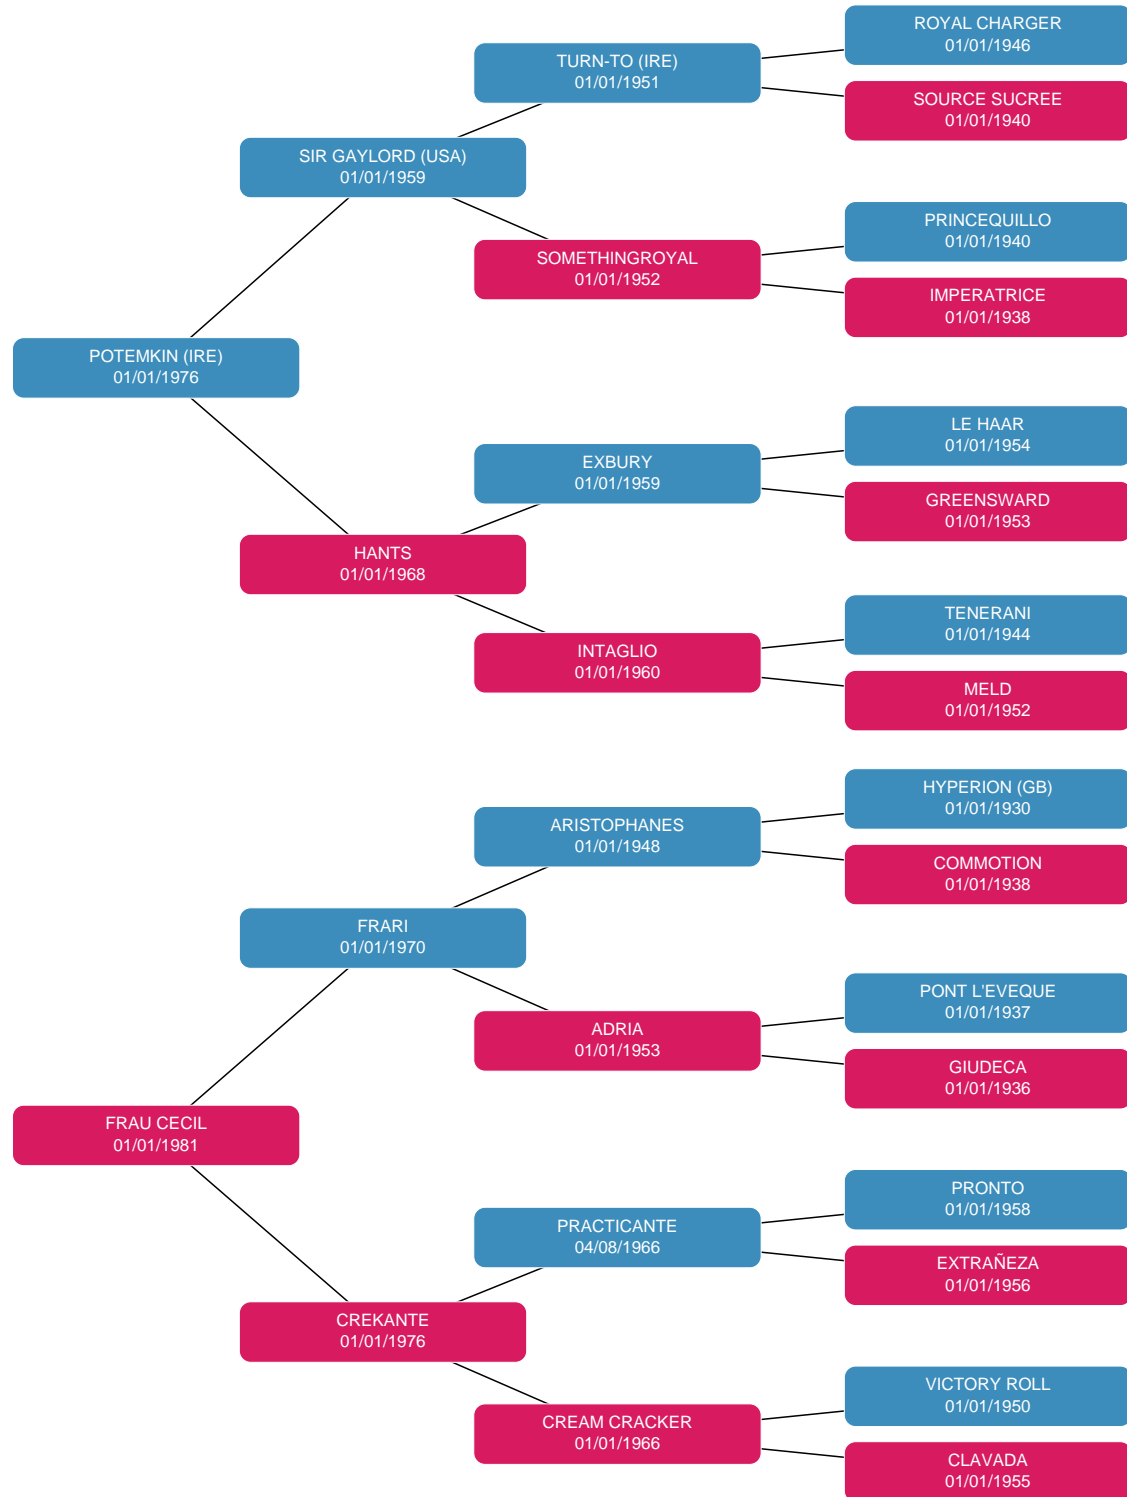 ROYAL CHARGER
01/01/1946
TURN-TO (IRE)
01/01/1951
SOURCE SUCREE
01/01/1940
SIR GAYLORD (USA)
01/01/1959
PRINCEQUILLO
01/01/1940
SOMETHINGROYAL
01/01/1952
IMPERATRICE
01/01/1938
POTEMKIN (IRE)
01/01/1976
LE HAAR
01/01/1954
EXBURY
01/01/1959
GREENSWARD
01/01/1953
HANTS
01/01/1968
TENERANI
01/01/1944
INTAGLIO
01/01/1960
MELD
01/01/1952
HYPERION (GB)
01/01/1930
ARISTOPHANES
01/01/1948
COMMOTION
01/01/1938
FRARI
01/01/1970
PONT L'EVEQUE
01/01/1937
ADRIA
01/01/1953
GIUDECA
01/01/1936
FRAU CECIL
01/01/1981
PRONTO
01/01/1958
PRACTICANTE
04/08/1966
EXTRAÑEZA
01/01/1956
CREKANTE
01/01/1976
VICTORY ROLL
01/01/1950
CREAM CRACKER
01/01/1966
CLAVADA
01/01/1955